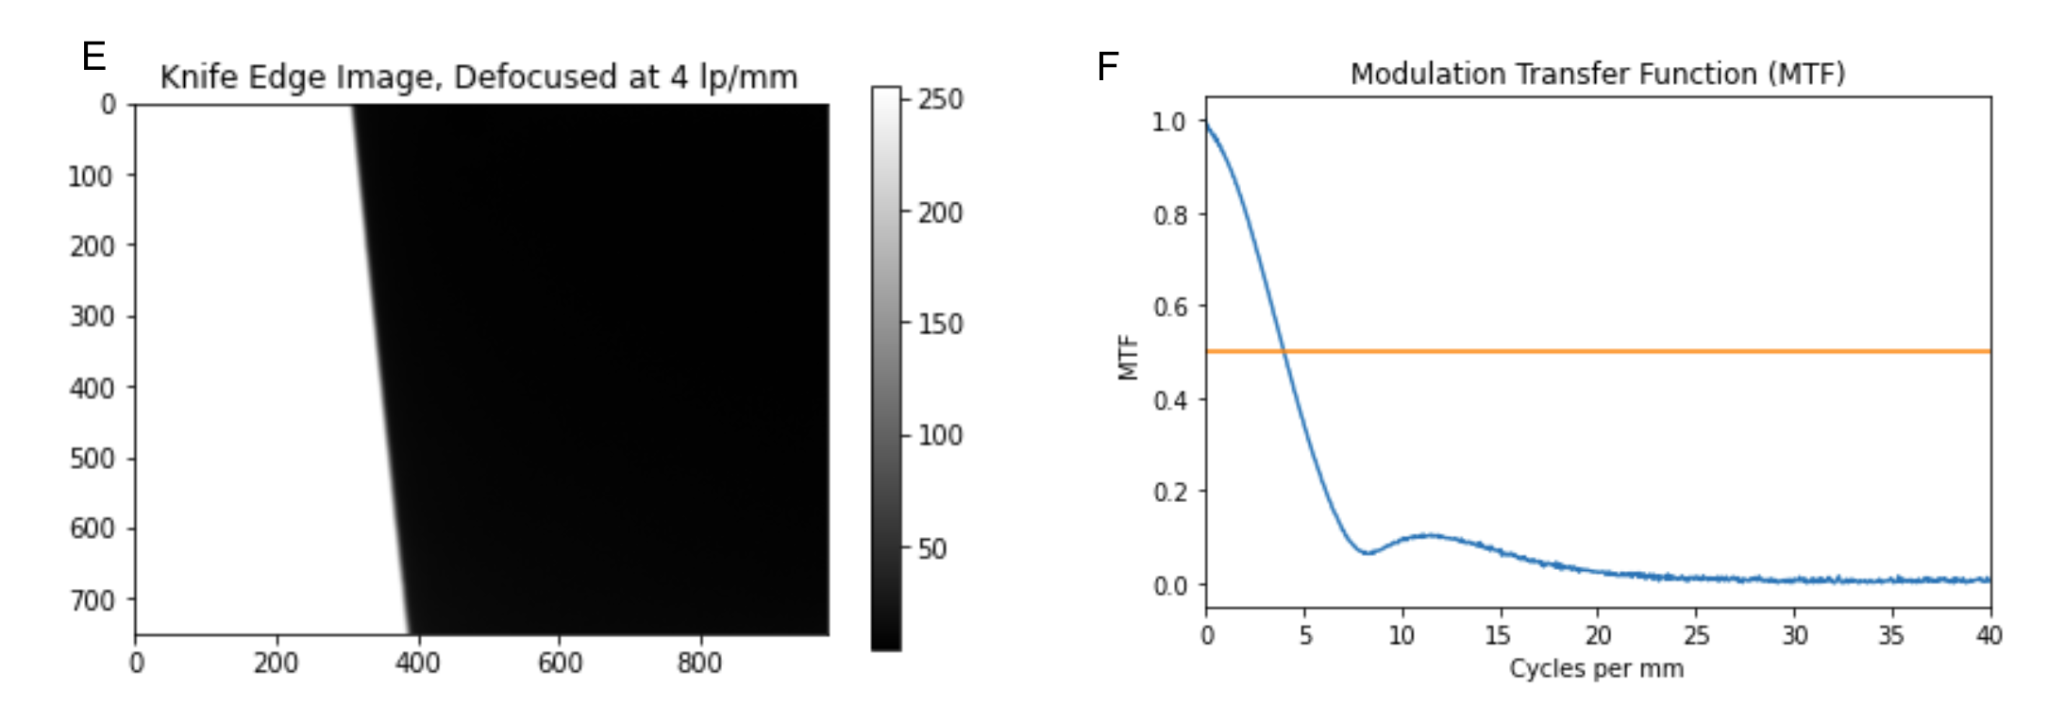 E
Knife Edge Image, Defocused at 4 lp/mm
0
100
200
300
400
500
600
700
0 200 400 600 800
250
200
150
100
50
F
Modulation Transfer Function (MTF)
MTF
1.0
0.8
0.6
0.4
0.2
0.0
0 5 10 15 20 25 30 35 40
Cycles per mm